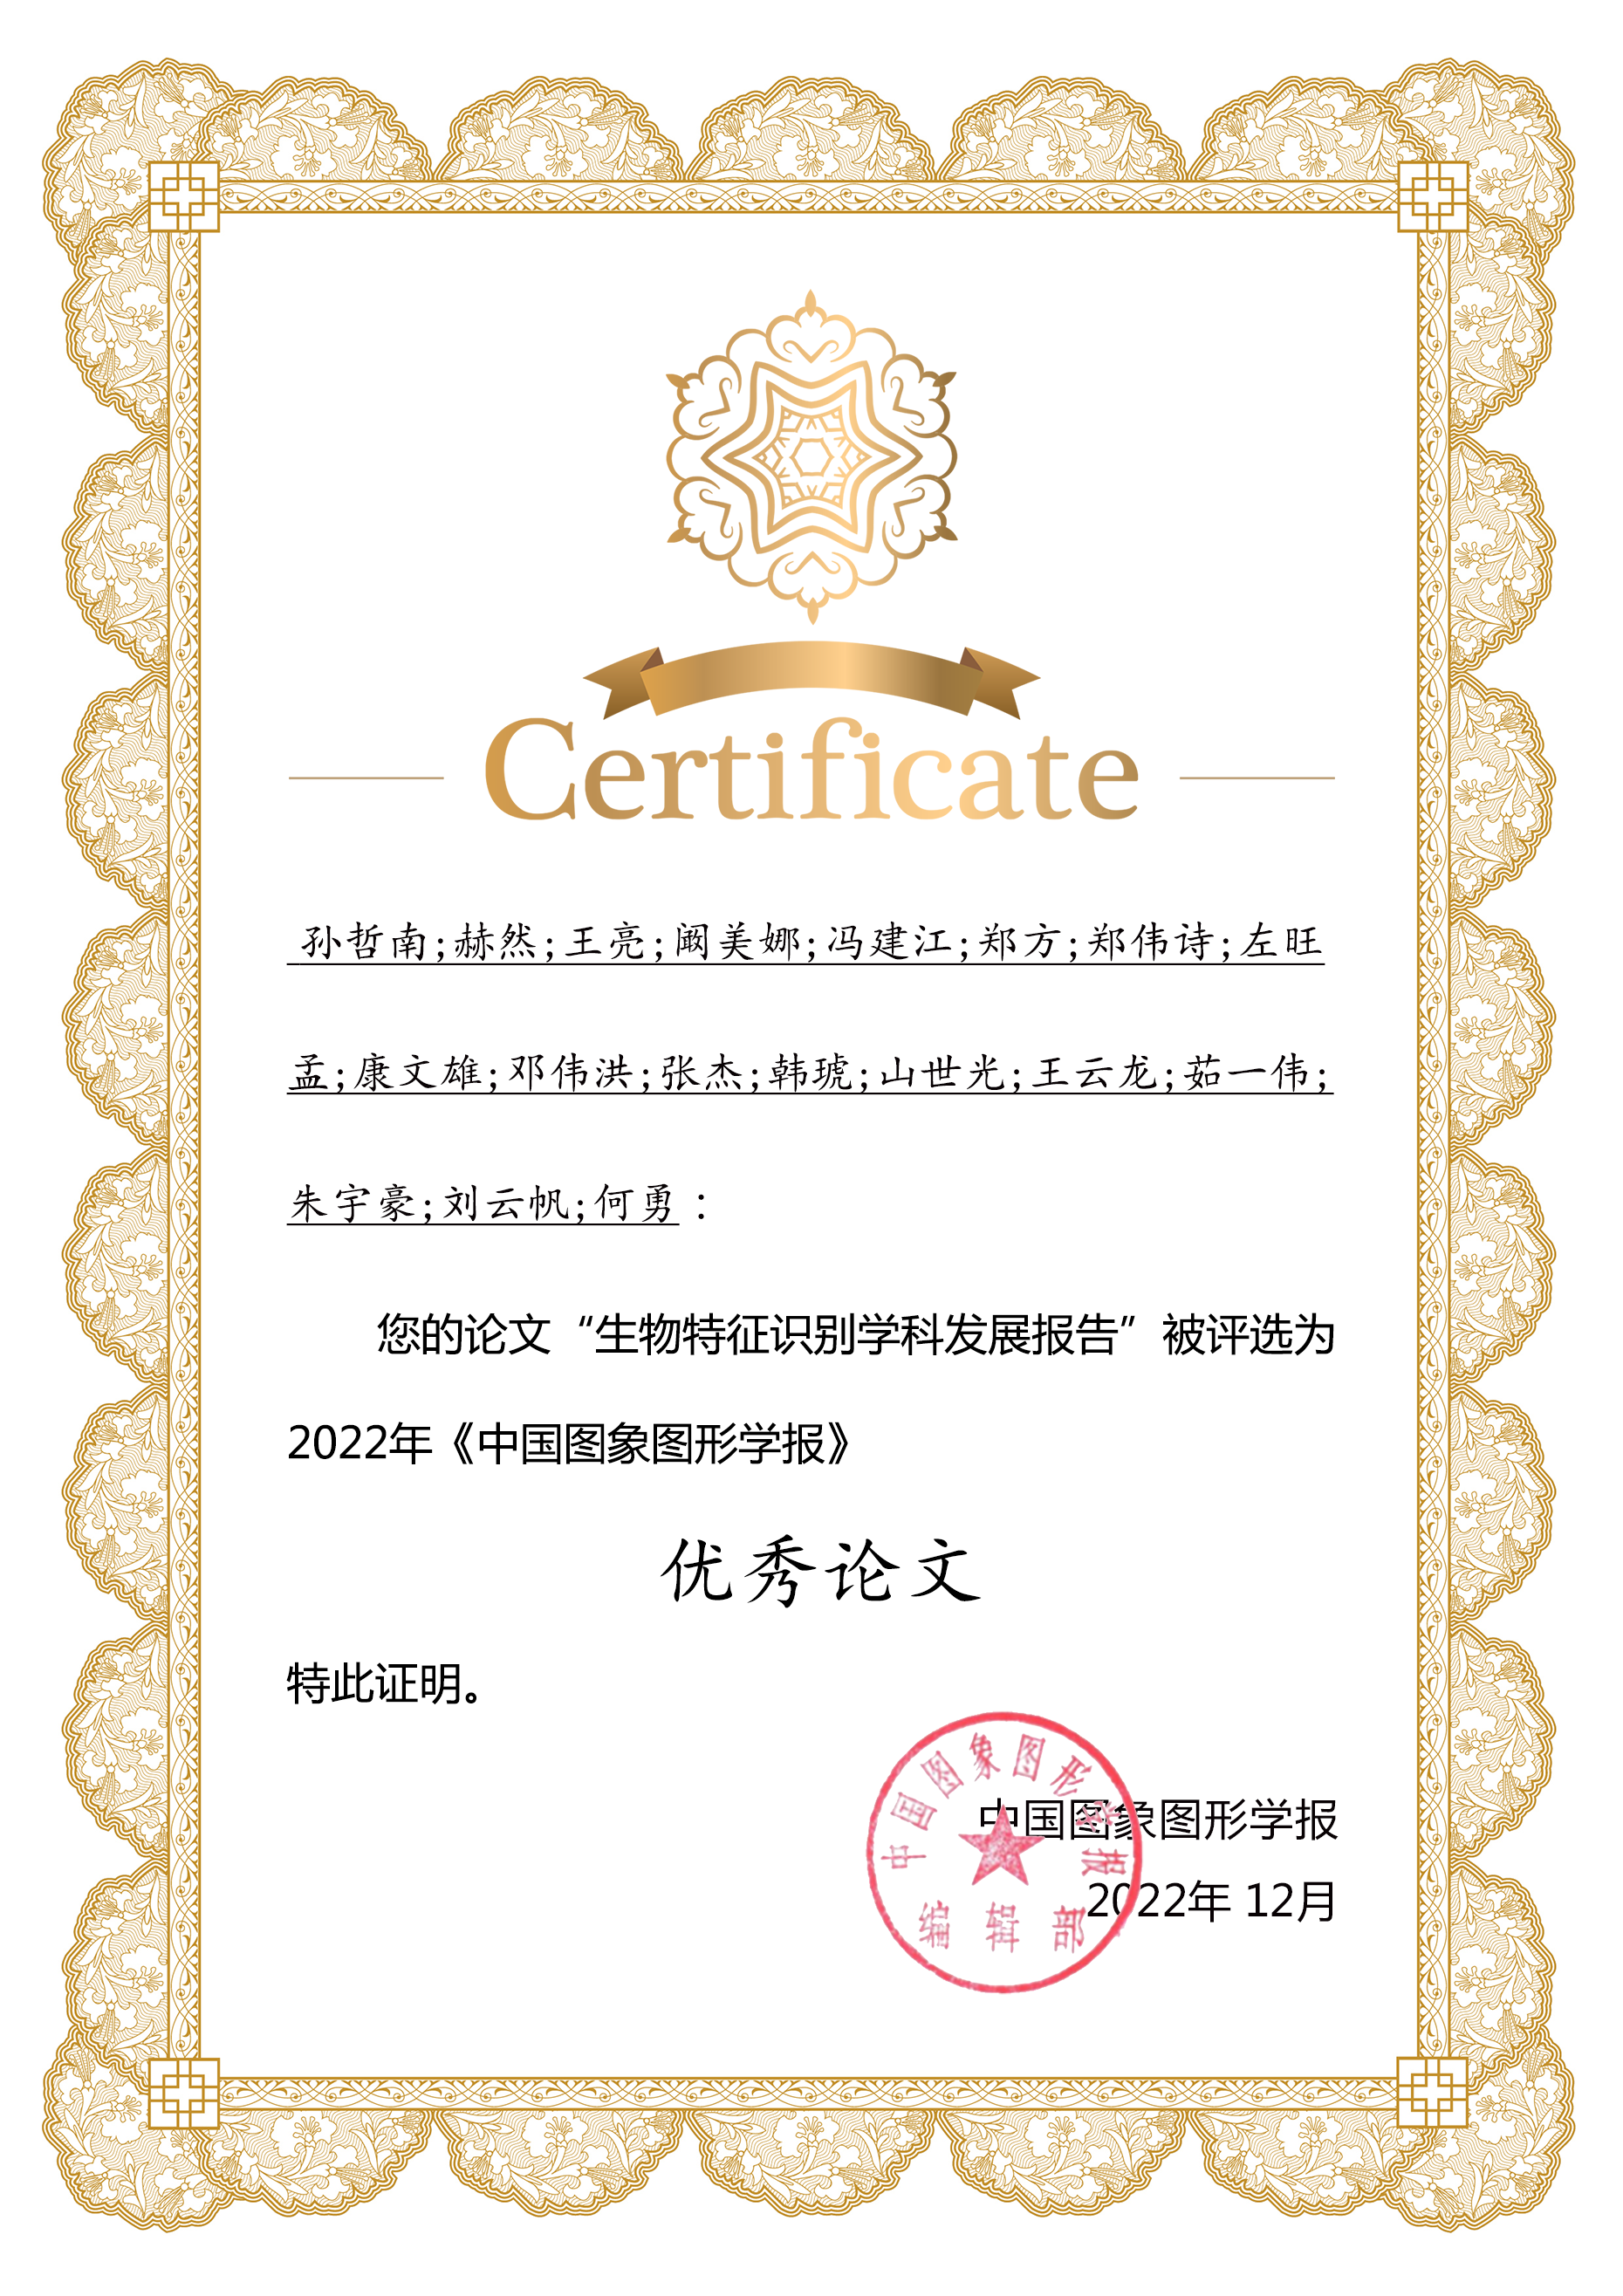 Certificate
孙哲南;赫然;王亮;阚美娜;冯建江;郑方;郑伟诗;左旺
孟;康文雄;邓伟洪;张杰;韩琥;山世光;王云龙;茹一伟;
朱宇豪;刘云帆;何勇：
您的论文“生物特征识别学科发展报告”被评选为
2022年《中国图象图形学报》
优秀论文
特此证明。
中国图象图形学报
编辑部
中国图象图形学报
2022年 12月